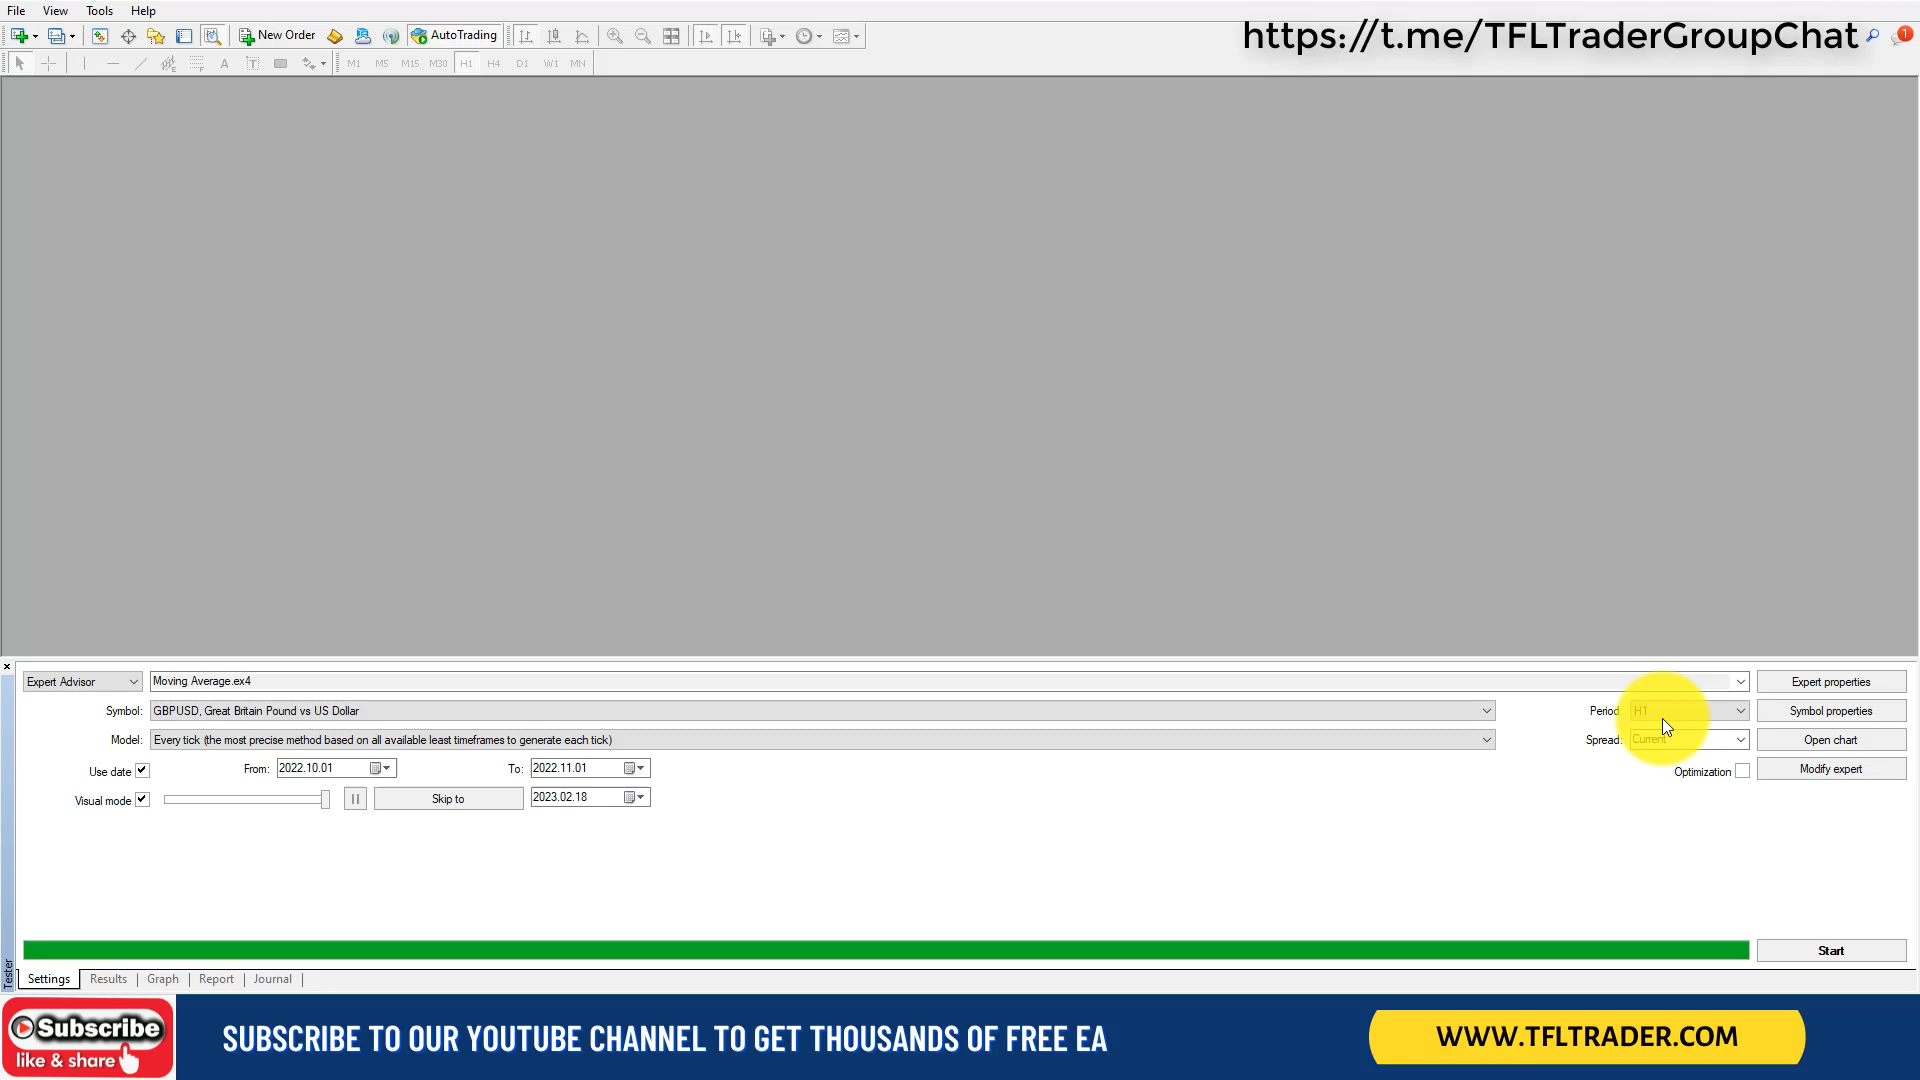 File View Tools Help
New Order AutoTrading
https://t.me/TFLTraderGroupChat
1
A T M1 M5 M15 M30 H1 H4 D1 W1 MN
Expert Advisor Moving Average.ex4 Expert properties
Symbol: GBPUSD, Great Britain Pound vs US Dollar Period: H1 Symbol properties
Model: Every tick (the most precise method based on all available least timeframes to generate each tick) Spread: Current Open chart
Use date From: 2022.10.01 To: 2022.11.01 Optimization Modify expert
Visual mode Skip to 2023.02.18
Start
Tester
Settings Results Graph Report Journal
Subscribe
like & share
SUBSCRIBE TO OUR YOUTUBE CHANNEL TO GET THOUSANDS OF FREE EA
WWW.TFLTRADER.COM